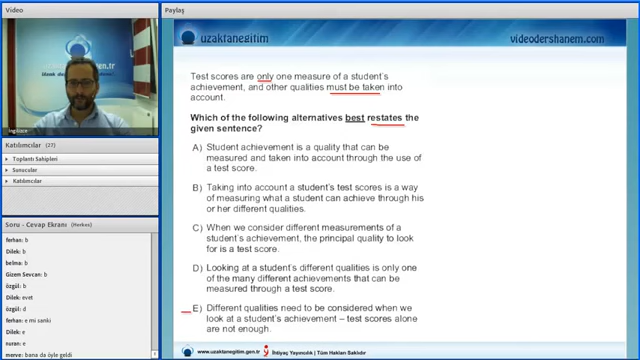 Video
Paylaş
uzaktanegitim
videodershanem.com
uzaktanegitim
İngilizce
Katılımcılar (27)
Toplantı Sahipleri
Sunucular
Katılımcılar
Soru - Cevap Ekranı (Herkes)
ferhan: b
Dilek: b
belma: b
Gizem Sevcan: b
özgül: b
Dilek: evet
özgül: d
ferhan: e mi sanki
Dilek: e
nuran: e
özgül: bana da öyle geldi
Test scores are only one measure of a student's
achievement, and other qualities must be taken into
account.
Which of the following alternatives best restates the
given sentence?
A) Student achievement is a quality that can be
measured and taken into account through the use of
a test score.
B) Taking into account a student's test scores is a way
of measuring what a student can achieve through his
or her different qualities.
C) When we consider different measurements of a
student's achievement, the principal quality to look
for is a test score.
D) Looking at a student's different qualities is only one
of the many different achievements that can be
measured through a test score.
E) Different qualities need to be considered when we
look at a student's achievement – test scores alone
are not enough.
www.uzaktanegitim.com
İhtiyaç Yayıncılık | Tüm Hakları Saklıdır